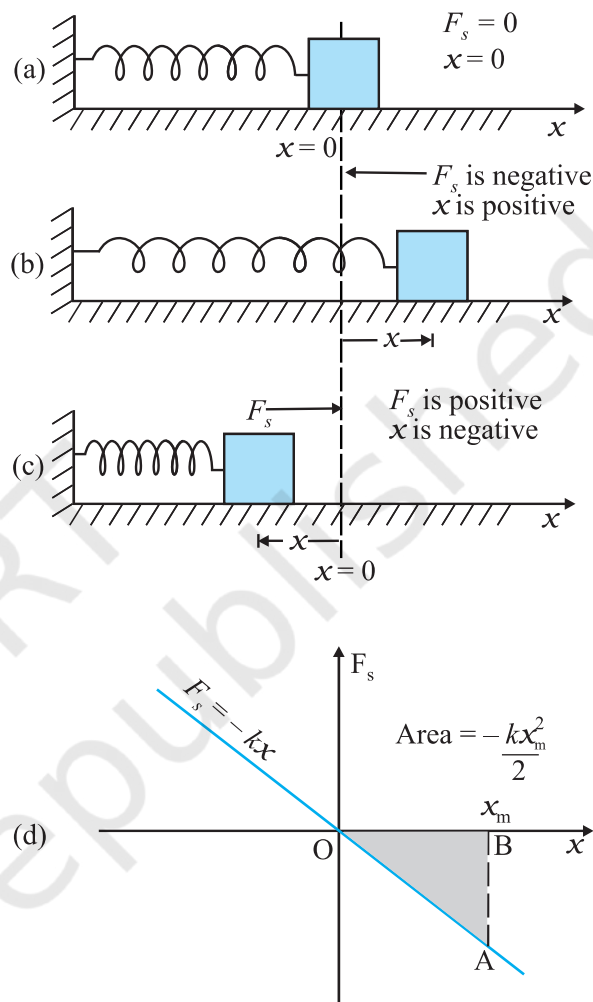 (a)
F_s = 0
x = 0
x
x = 0
F_s is negative
x is positive
(b)
x
x
F_s
F_s is positive
x is negative
(c)
x
x
x = 0
F_s
F_s = – kx
Area = – kx_m^2/2
x_m
(d)
O
B
x
A